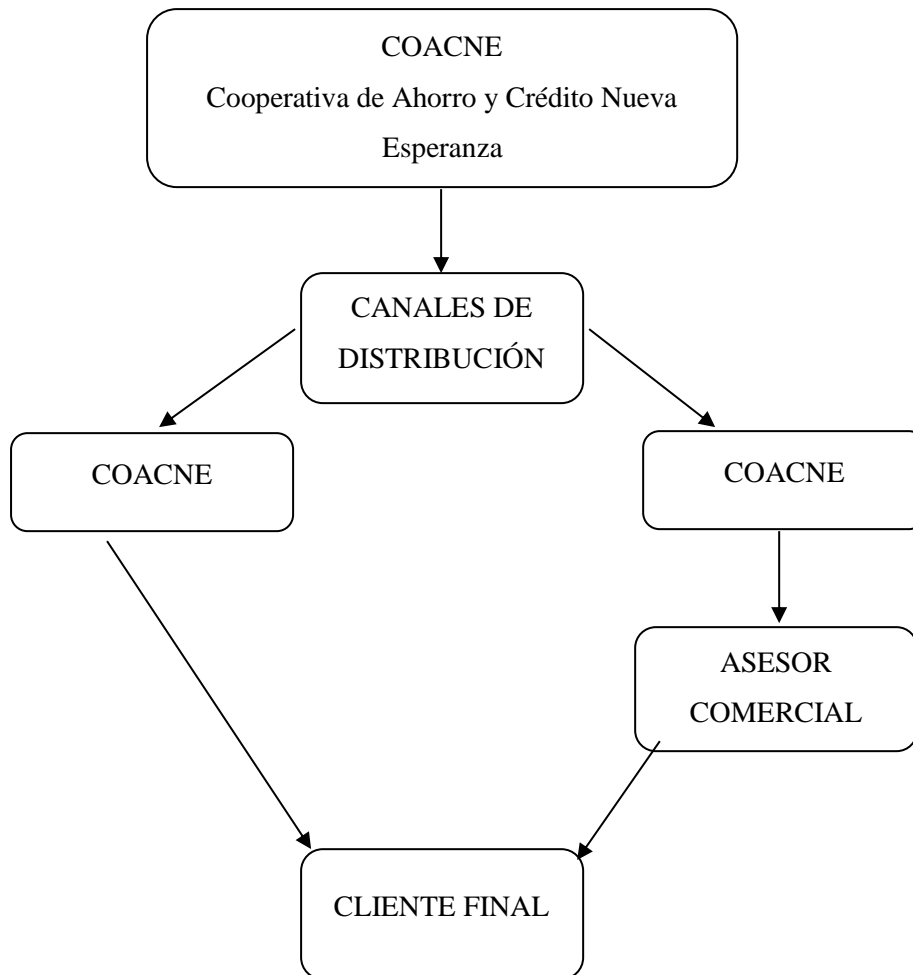 COACNE
Cooperativa de Ahorro y Crédito Nueva
Esperanza
CANALES DE
DISTRIBUCIÓN
COACNE
COACNE
ASESOR
COMERCIAL
CLIENTE FINAL